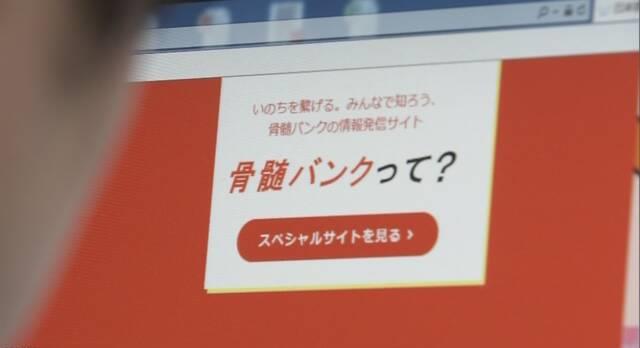 いのちを繋げる。みんなで知ろう、
骨髄バンクの情報発信サイト
骨髄バンクって?
スペシャルサイトを見る ›